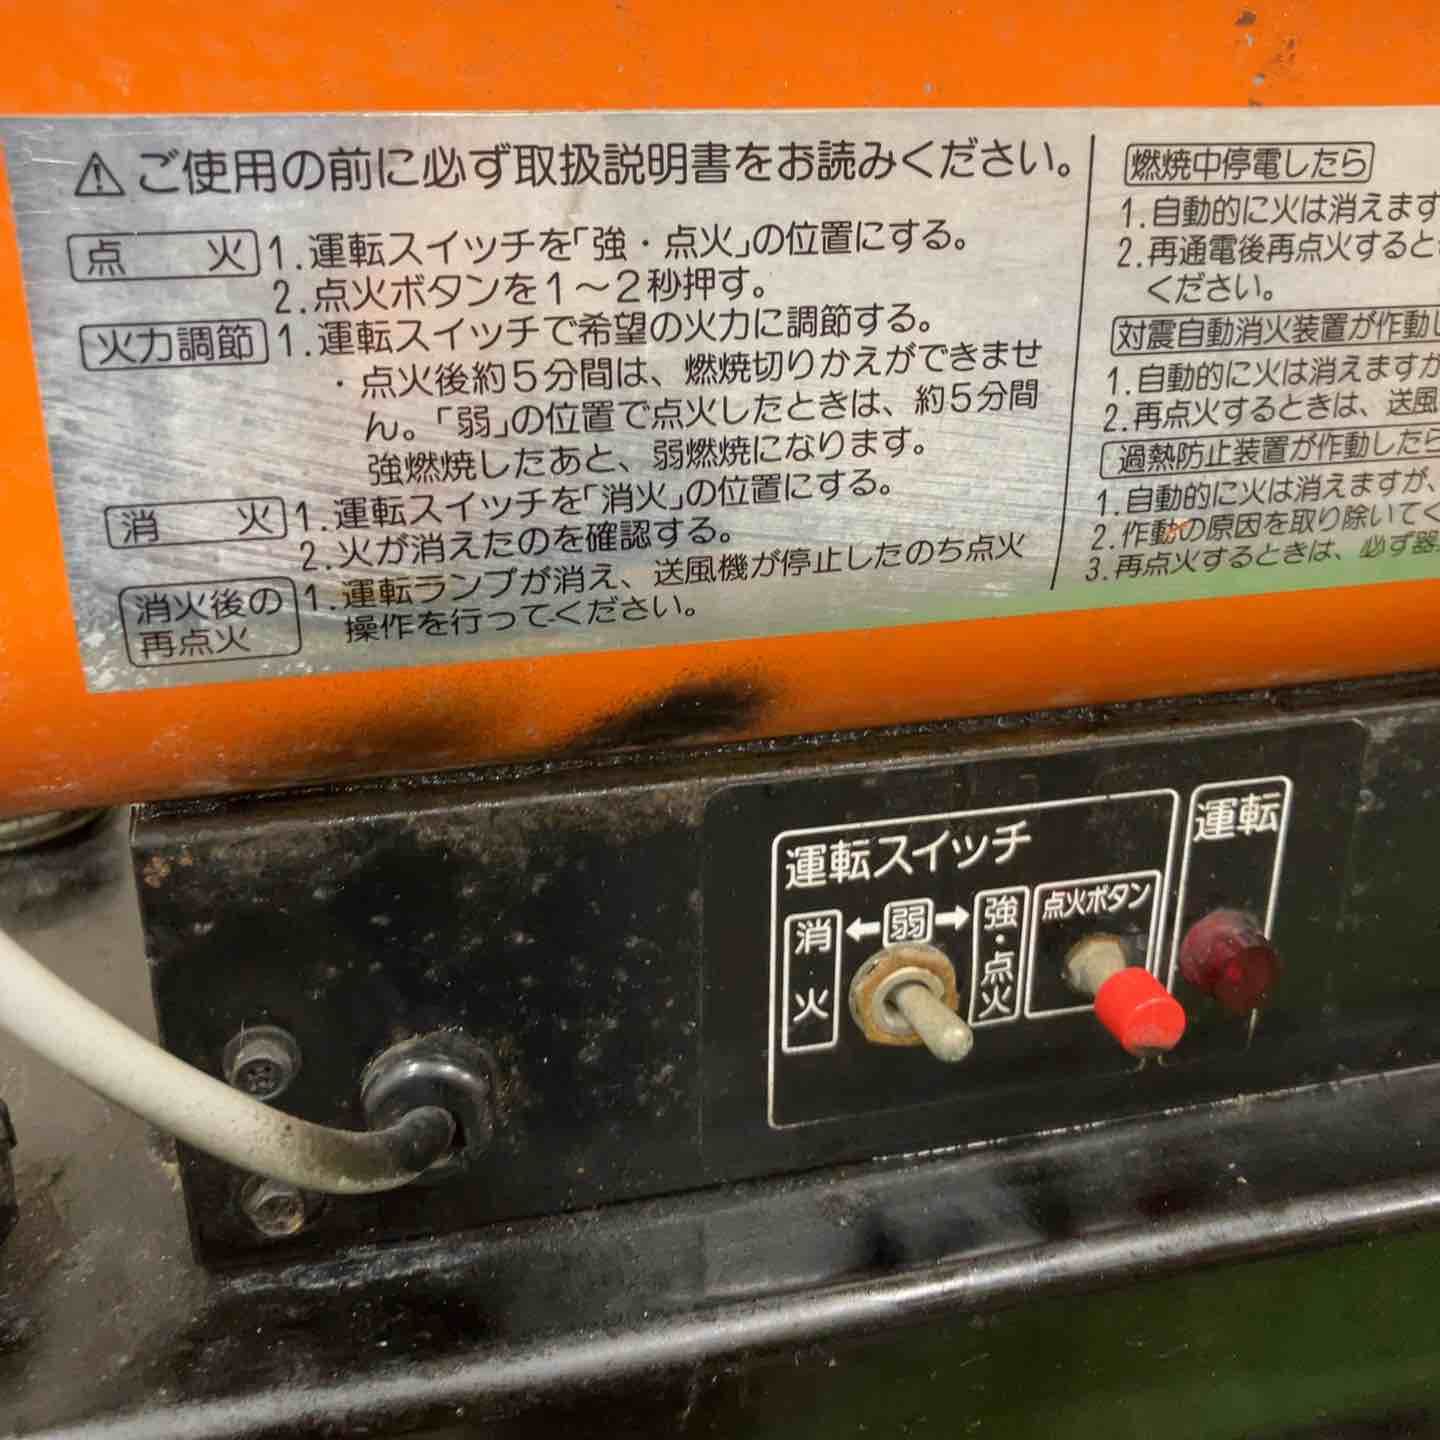 ⚠ご使用の前に必ず取扱説明書をお読みください。
点　火 1.運転スイッチを「強・点火」の位置にする。
2.点火ボタンを1～2秒押す。
火力調節 1.運転スイッチで希望の火力に調節する。
・点火後約5分間は、燃焼切りかえができませ
ん。「弱」の位置で点火したときは、約5分間
強燃焼したあと、弱燃焼になります。
消　火 1.運転スイッチを「消火」の位置にする。
2.火が消えたのを確認する。
消火後の
再点火
1.運転ランプが消え、送風機が停止したのち点火
操作を行ってください。
燃焼中停電したら
1.自動的に火は消えます
2.再通電後再点火すると
ください。
対震自動消火装置が作動し
1.自動的に火は消えますが
2.再点火するときは、送風
過熱防止装置が作動したら
1.自動的に火は消えますが、
2.作動の原因を取り除いてく
3.再点火するときは、必ず器
運転スイッチ
消・火
←弱→
強・点火
点火ボタン
運転